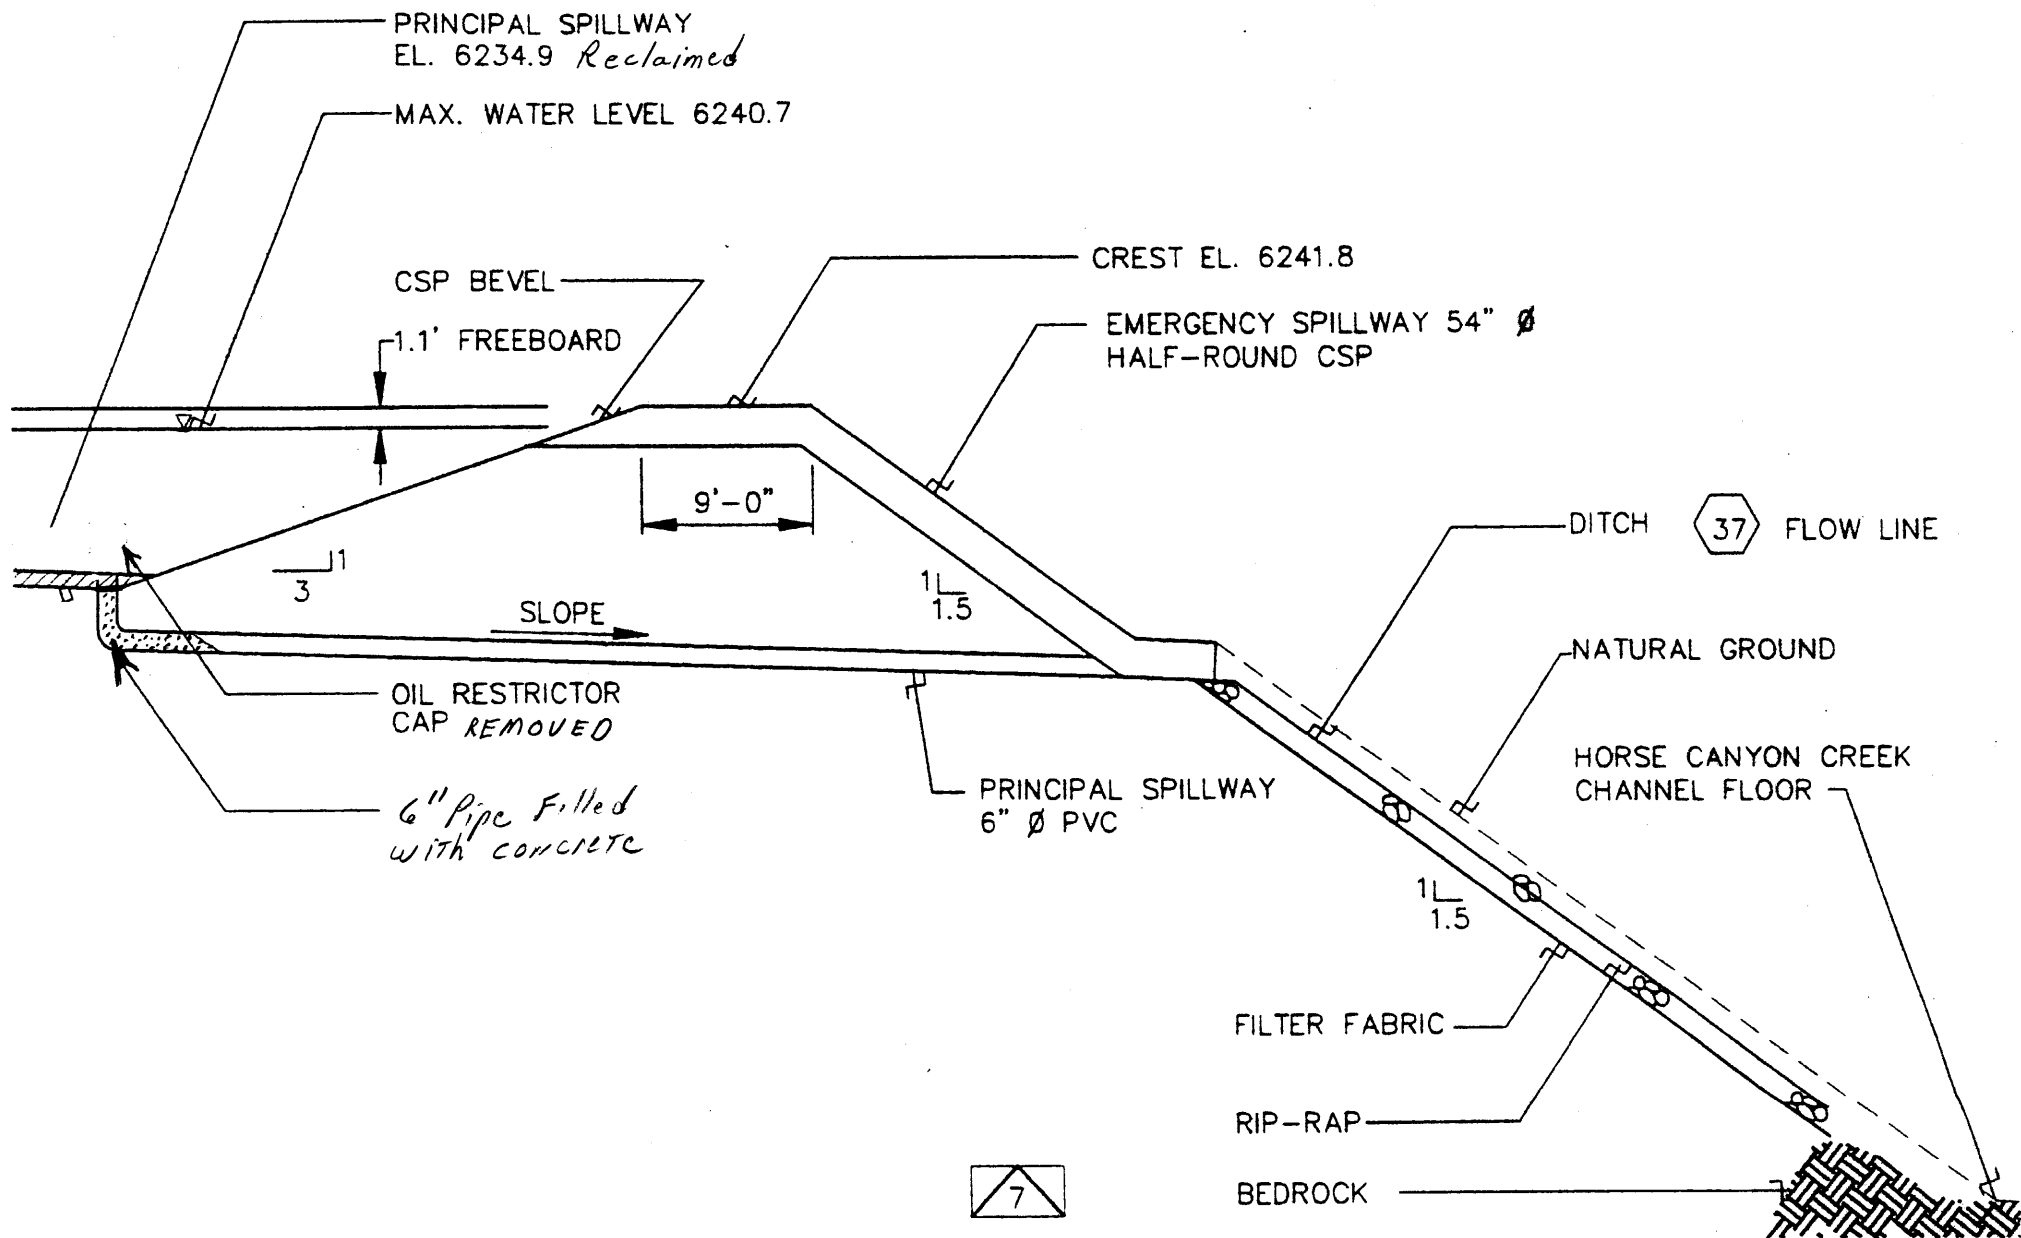 PRINCIPAL SPILLWAY
EL. 6234.9 Reclaimed
MAX. WATER LEVEL 6240.7
CREST EL. 6241.8
CSP BEVEL
EMERGENCY SPILLWAY 54" Ø
HALF-ROUND CSP
1.1' FREEBOARD
9'-0"
DITCH 37 FLOW LINE
1
3
1
1.5
SLOPE
NATURAL GROUND
OIL RESTRICTOR
CAP REMOVED
HORSE CANYON CREEK
CHANNEL FLOOR
PRINCIPAL SPILLWAY
6" Ø PVC
6" Pipe Filled
with concrete
1
1.5
FILTER FABRIC
RIP-RAP
BEDROCK
7